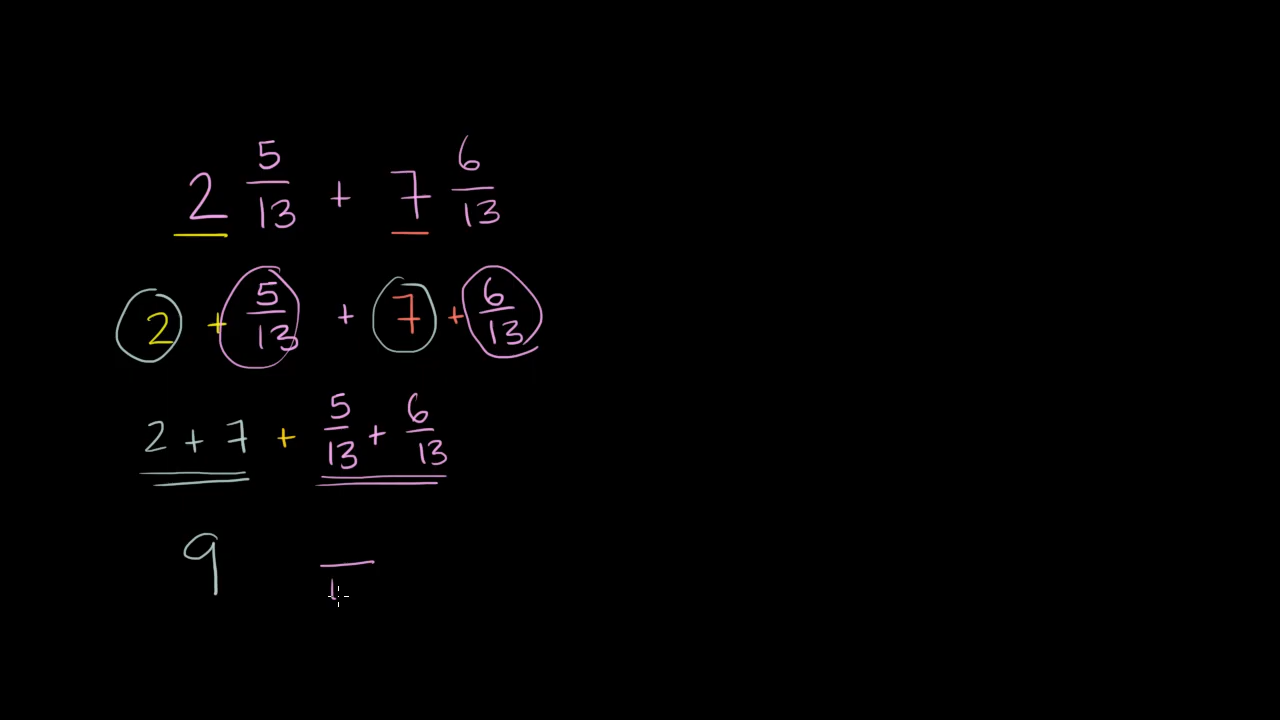 2 5/13 + 7 6/13
2 + 5/13 + 7 + 6/13
2 + 7 + 5/13 + 6/13
9